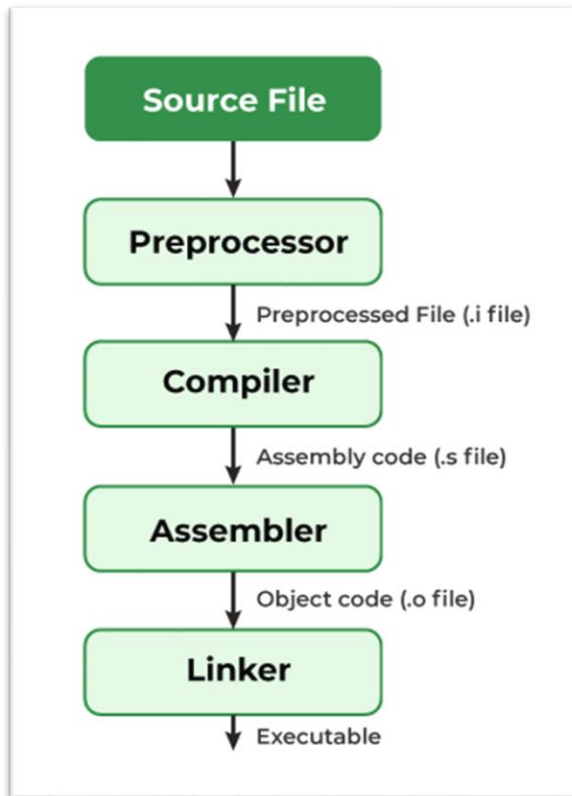 Source File
Preprocessor
Preprocessed File (.i file)
Compiler
Assembly code (.s file)
Assembler
Object code (.o file)
Linker
Executable